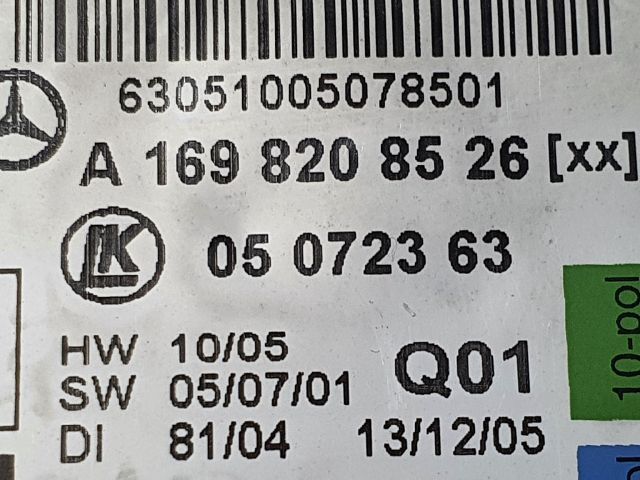 63051005078501
A 169 820 85 26 [xx]
LK 05 0723 63
HW 10/05
SW 05/07/01 Q01
DI 81/04 13/12/05
10-pol